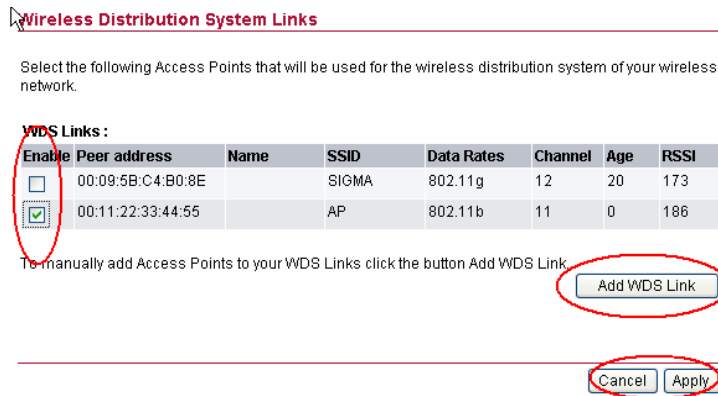 Wireless Distribution System Links
Select the following Access Points that will be used for the wireless distribution system of your wireless
network.
WDS Links :
Enable Peer address Name SSID Data Rates Channel Age RSSI
00:09:5B:C4:B0:8E SIGMA 802.11g 12 20 173
00:11:22:33:44:55 AP 802.11b 11 0 186
To manually add Access Points to your WDS Links click the button Add WDS Link.
Add WDS Link
Cancel Apply